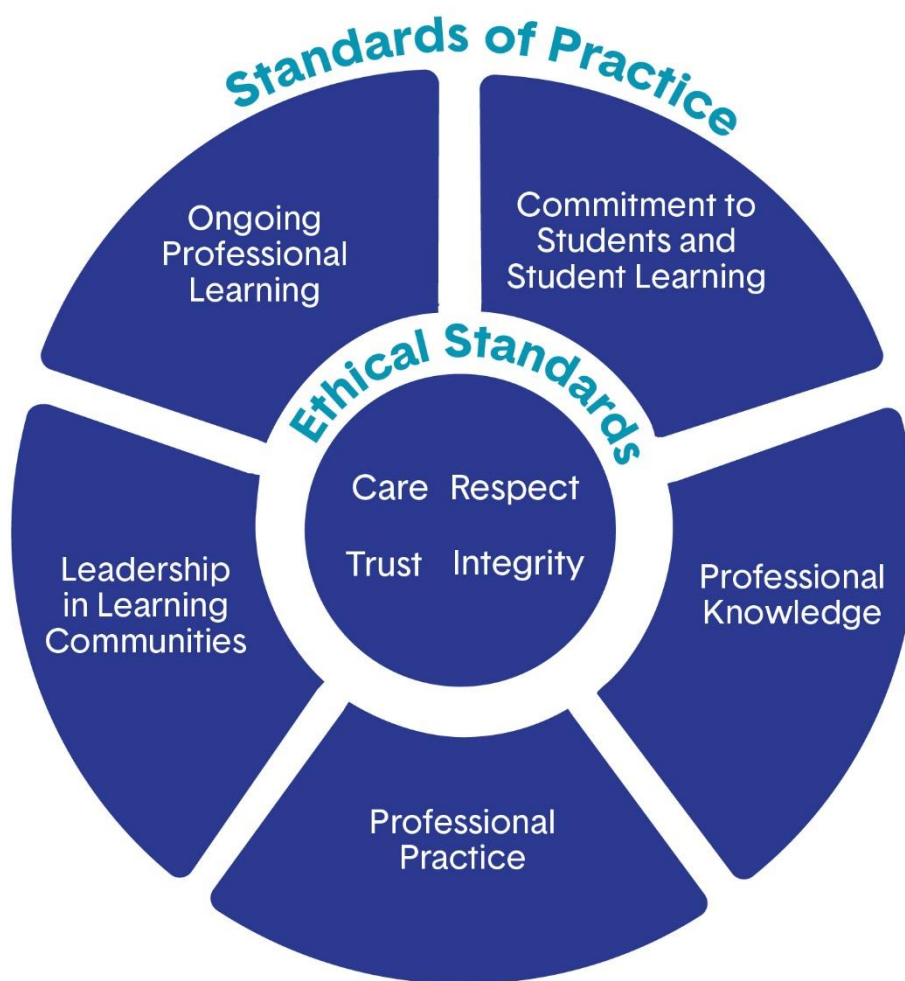 Standards of Practice
Ongoing
Professional
Learning
Commitment to
Students and
Student Learning
Ethical Standards
Care Respect
Trust Integrity
Leadership
in Learning
Communities
Professional
Knowledge
Professional
Practice